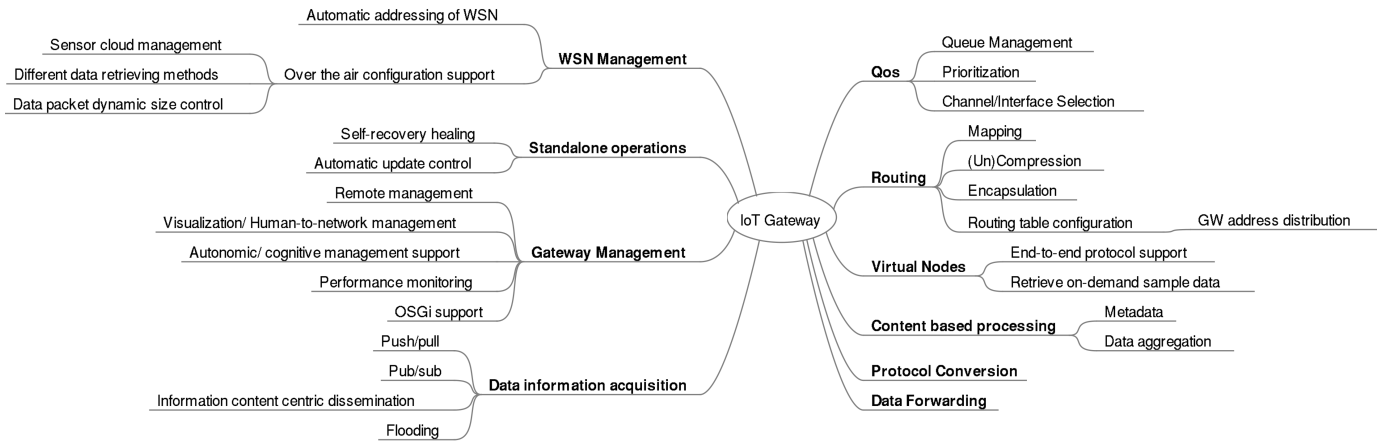 IoT Gateway
WSN Management
Automatic addressing of WSN
Over the air configuration support
Sensor cloud management
Different data retrieving methods
Data packet dynamic size control
Standalone operations
Self-recovery healing
Automatic update control
Gateway Management
Remote management
Visualization/ Human-to-network management
Autonomic/ cognitive management support
Performance monitoring
OSGi support
Data information acquisition
Push/pull
Pub/sub
Information content centric dissemination
Flooding
Qos
Queue Management
Prioritization
Channel/Interface Selection
Routing
Mapping
(Un)Compression
Encapsulation
Routing table configuration
GW address distribution
Virtual Nodes
End-to-end protocol support
Retrieve on-demand sample data
Content based processing
Metadata
Data aggregation
Protocol Conversion
Data Forwarding